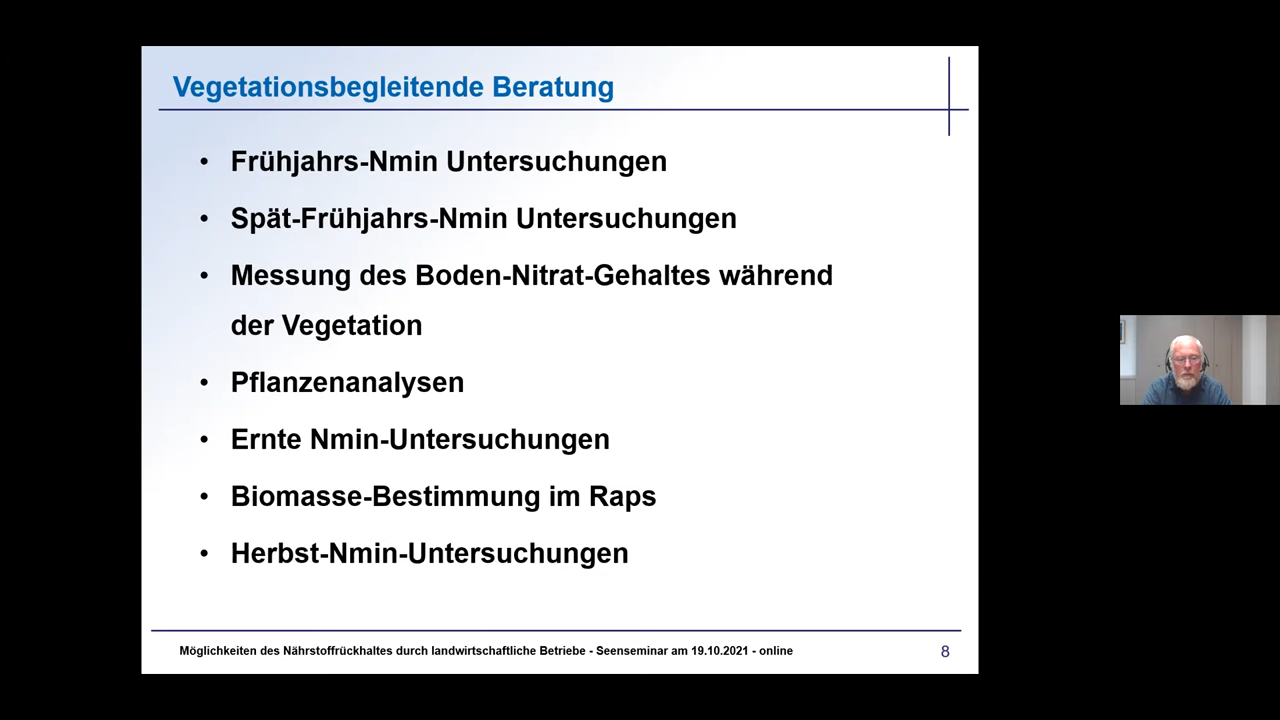 Vegetationsbegleitende Beratung
• Frühjahrs-Nmin Untersuchungen
• Spät-Frühjahrs-Nmin Untersuchungen
• Messung des Boden-Nitrat-Gehaltes während
der Vegetation
• Pflanzenanalysen
• Ernte Nmin-Untersuchungen
• Biomasse-Bestimmung im Raps
• Herbst-Nmin-Untersuchungen
Möglichkeiten des Nährstoffrückhaltes durch landwirtschaftliche Betriebe - Seenseminar am 19.10.2021 - online
8